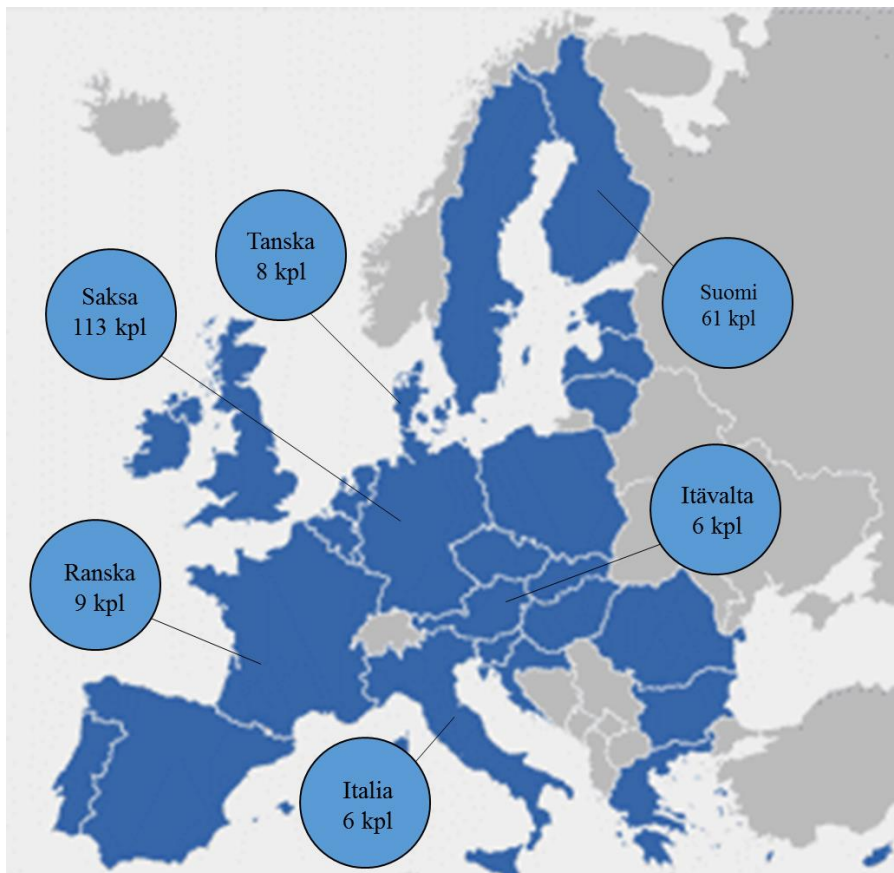 Tanska
8 kpl
Saksa
113 kpl
Suomi
61 kpl
Itävalta
6 kpl
Ranska
9 kpl
Italia
6 kpl